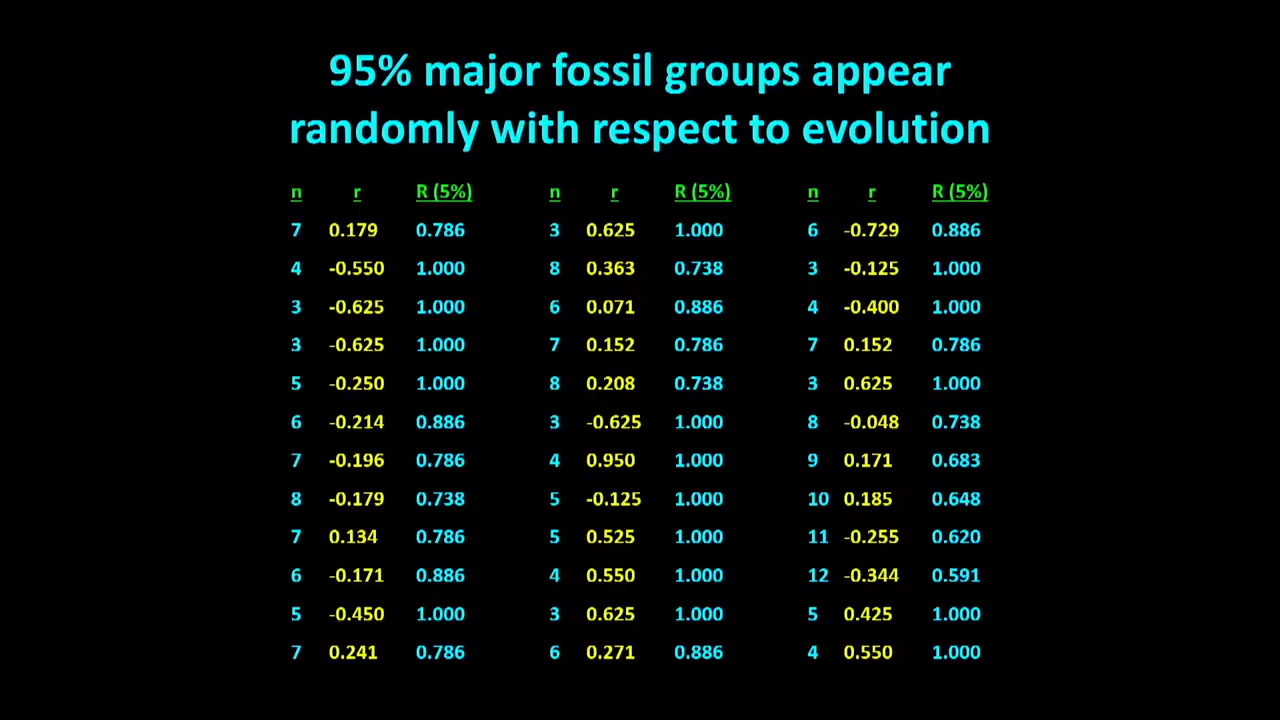 95% major fossil groups appear
randomly with respect to evolution
n r R (5%) n r R (5%) n r R (5%)
7 0.179 0.786 3 0.625 1.000 6 -0.729 0.886
4 -0.550 1.000 8 0.363 0.738 3 -0.125 1.000
3 -0.625 1.000 6 0.071 0.886 4 -0.400 1.000
3 -0.625 1.000 7 0.152 0.786 7 0.152 0.786
5 -0.250 1.000 8 0.208 0.738 3 0.625 1.000
6 -0.214 0.886 3 -0.625 1.000 8 -0.048 0.738
7 -0.196 0.786 4 0.950 1.000 9 0.171 0.683
8 -0.179 0.738 5 -0.125 1.000 10 0.185 0.648
7 0.134 0.786 5 0.525 1.000 11 -0.255 0.620
6 -0.171 0.886 4 0.550 1.000 12 -0.344 0.591
5 -0.450 1.000 3 0.625 1.000 5 0.425 1.000
7 0.241 0.786 6 0.271 0.886 4 0.550 1.000